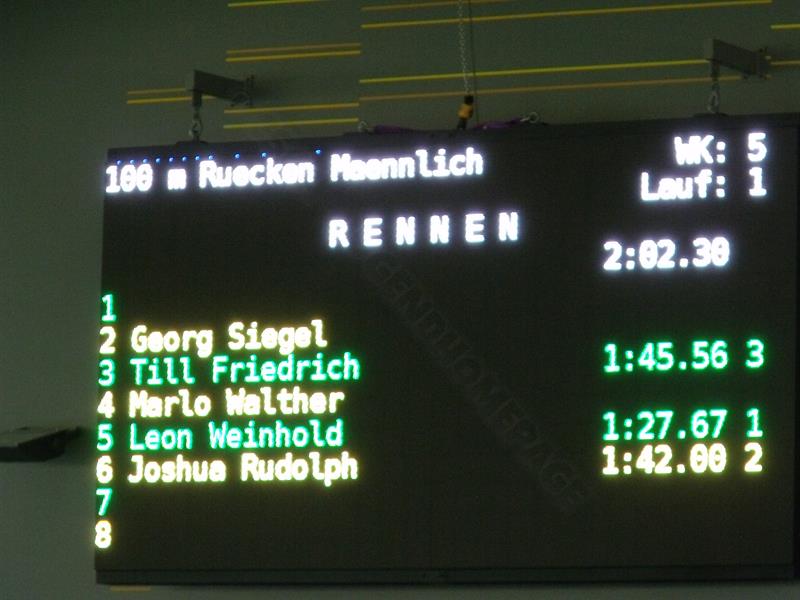 100 m Ruecken Maennlich WK: 5
Lauf: 1
R E N N E N
2:02.30
1
2 Georg Siegel
3 Till Friedrich 1:45.56 3
4 Marlo Walther
5 Leon Weinhold 1:27.67 1
6 Joshua Rudolph 1:42.00 2
7
8